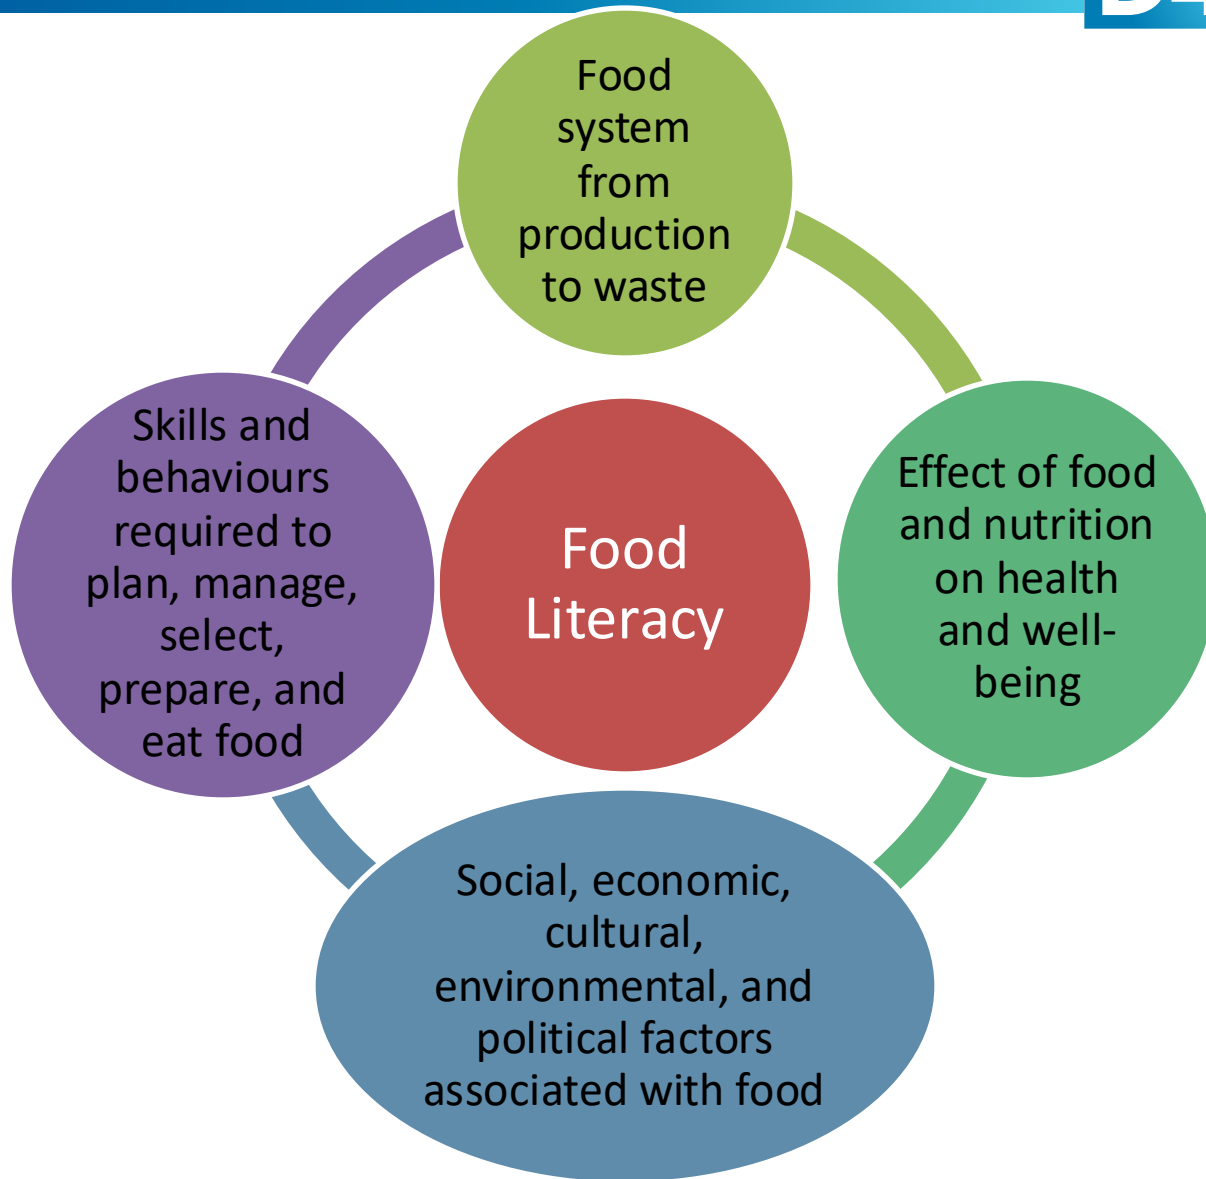 Food
system
from
production
to waste
Skills and
behaviours
required to
plan, manage,
select,
prepare, and
eat food
Food
Literacy
Effect of food
and nutrition
on health
and well-
being
Social, economic,
cultural,
environmental, and
political factors
associated with food